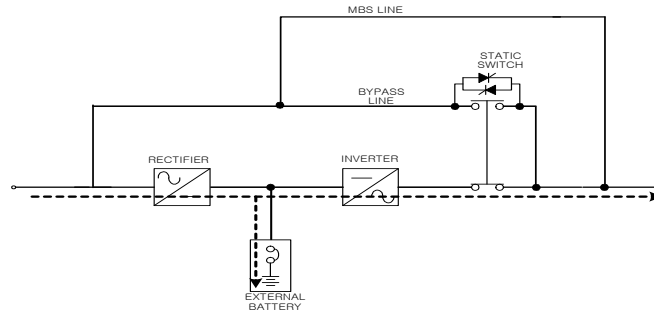 MBS LINE
STATIC
SWITCH
BYPASS
LINE
RECTIFIER
INVERTER
EXTERNAL
BATTERY